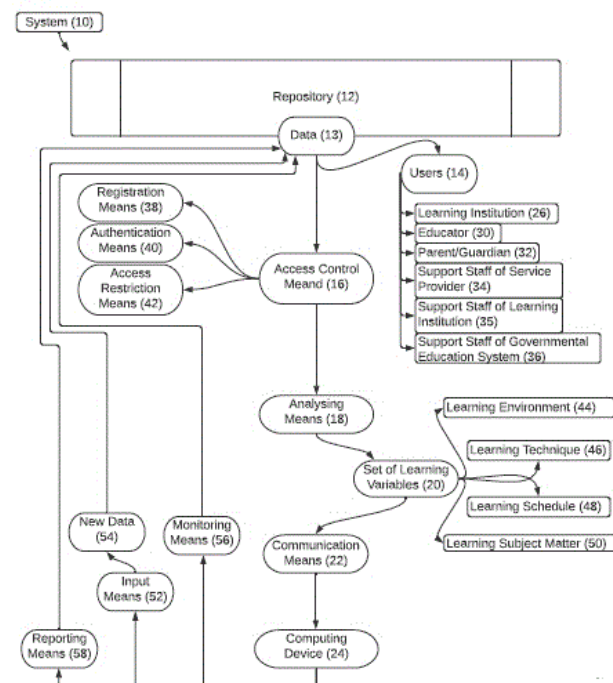 System (10)
Repository (12)
Data (13)
Users (14)
Registration
Means (38)
Authentication
Means (40)
Access
Restriction
Means (42)
Access Control
Meand (16)
Learning Institution (26)
Educator (30)
Parent/Guardian (32)
Support Staff of Service
Provider (34)
Support Staff of Learning
Institution (35)
Support Staff of Governmental
Education System (36)
Analysing
Means (18)
Set of Learning
Variables (20)
Learning Environment (44)
Learning Technique (46)
Learning Schedule (48)
Learning Subject Matter (50)
New Data
(54)
Monitoring
Means (56)
Communication
Means (22)
Input
Means (52)
Reporting
Means (58)
Computing
Device (24)